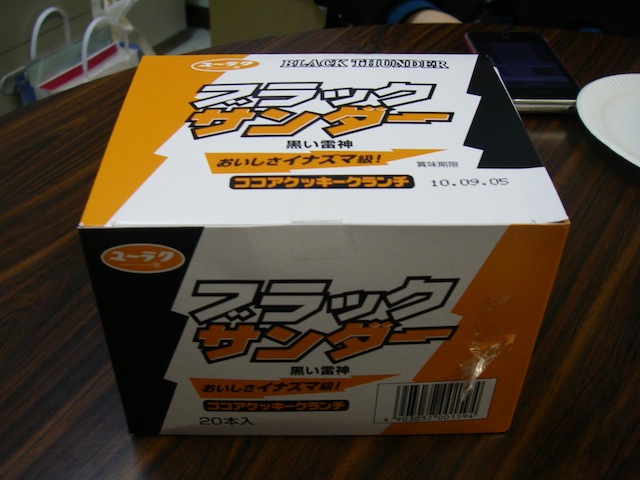 ユーラク
BLACK THUNDER
ブラック
サンダー
黒い雷神
おいしさイナズマ級!
賞味期限
ココアクッキークランチ
10.09.05
ユーラク
ブラック
サンダー
黒い雷神
おいしさイナズマ級!
ココアクッキークランチ
20本入
4 903032 001594